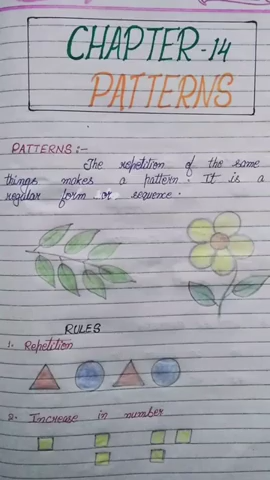 CHAPTER-14
PATTERNS
PATTERNS:-
The repetition of the same
things makes a pattern. It is a
regular form or sequence.
RULES
1. Repetition
2. Increase in number